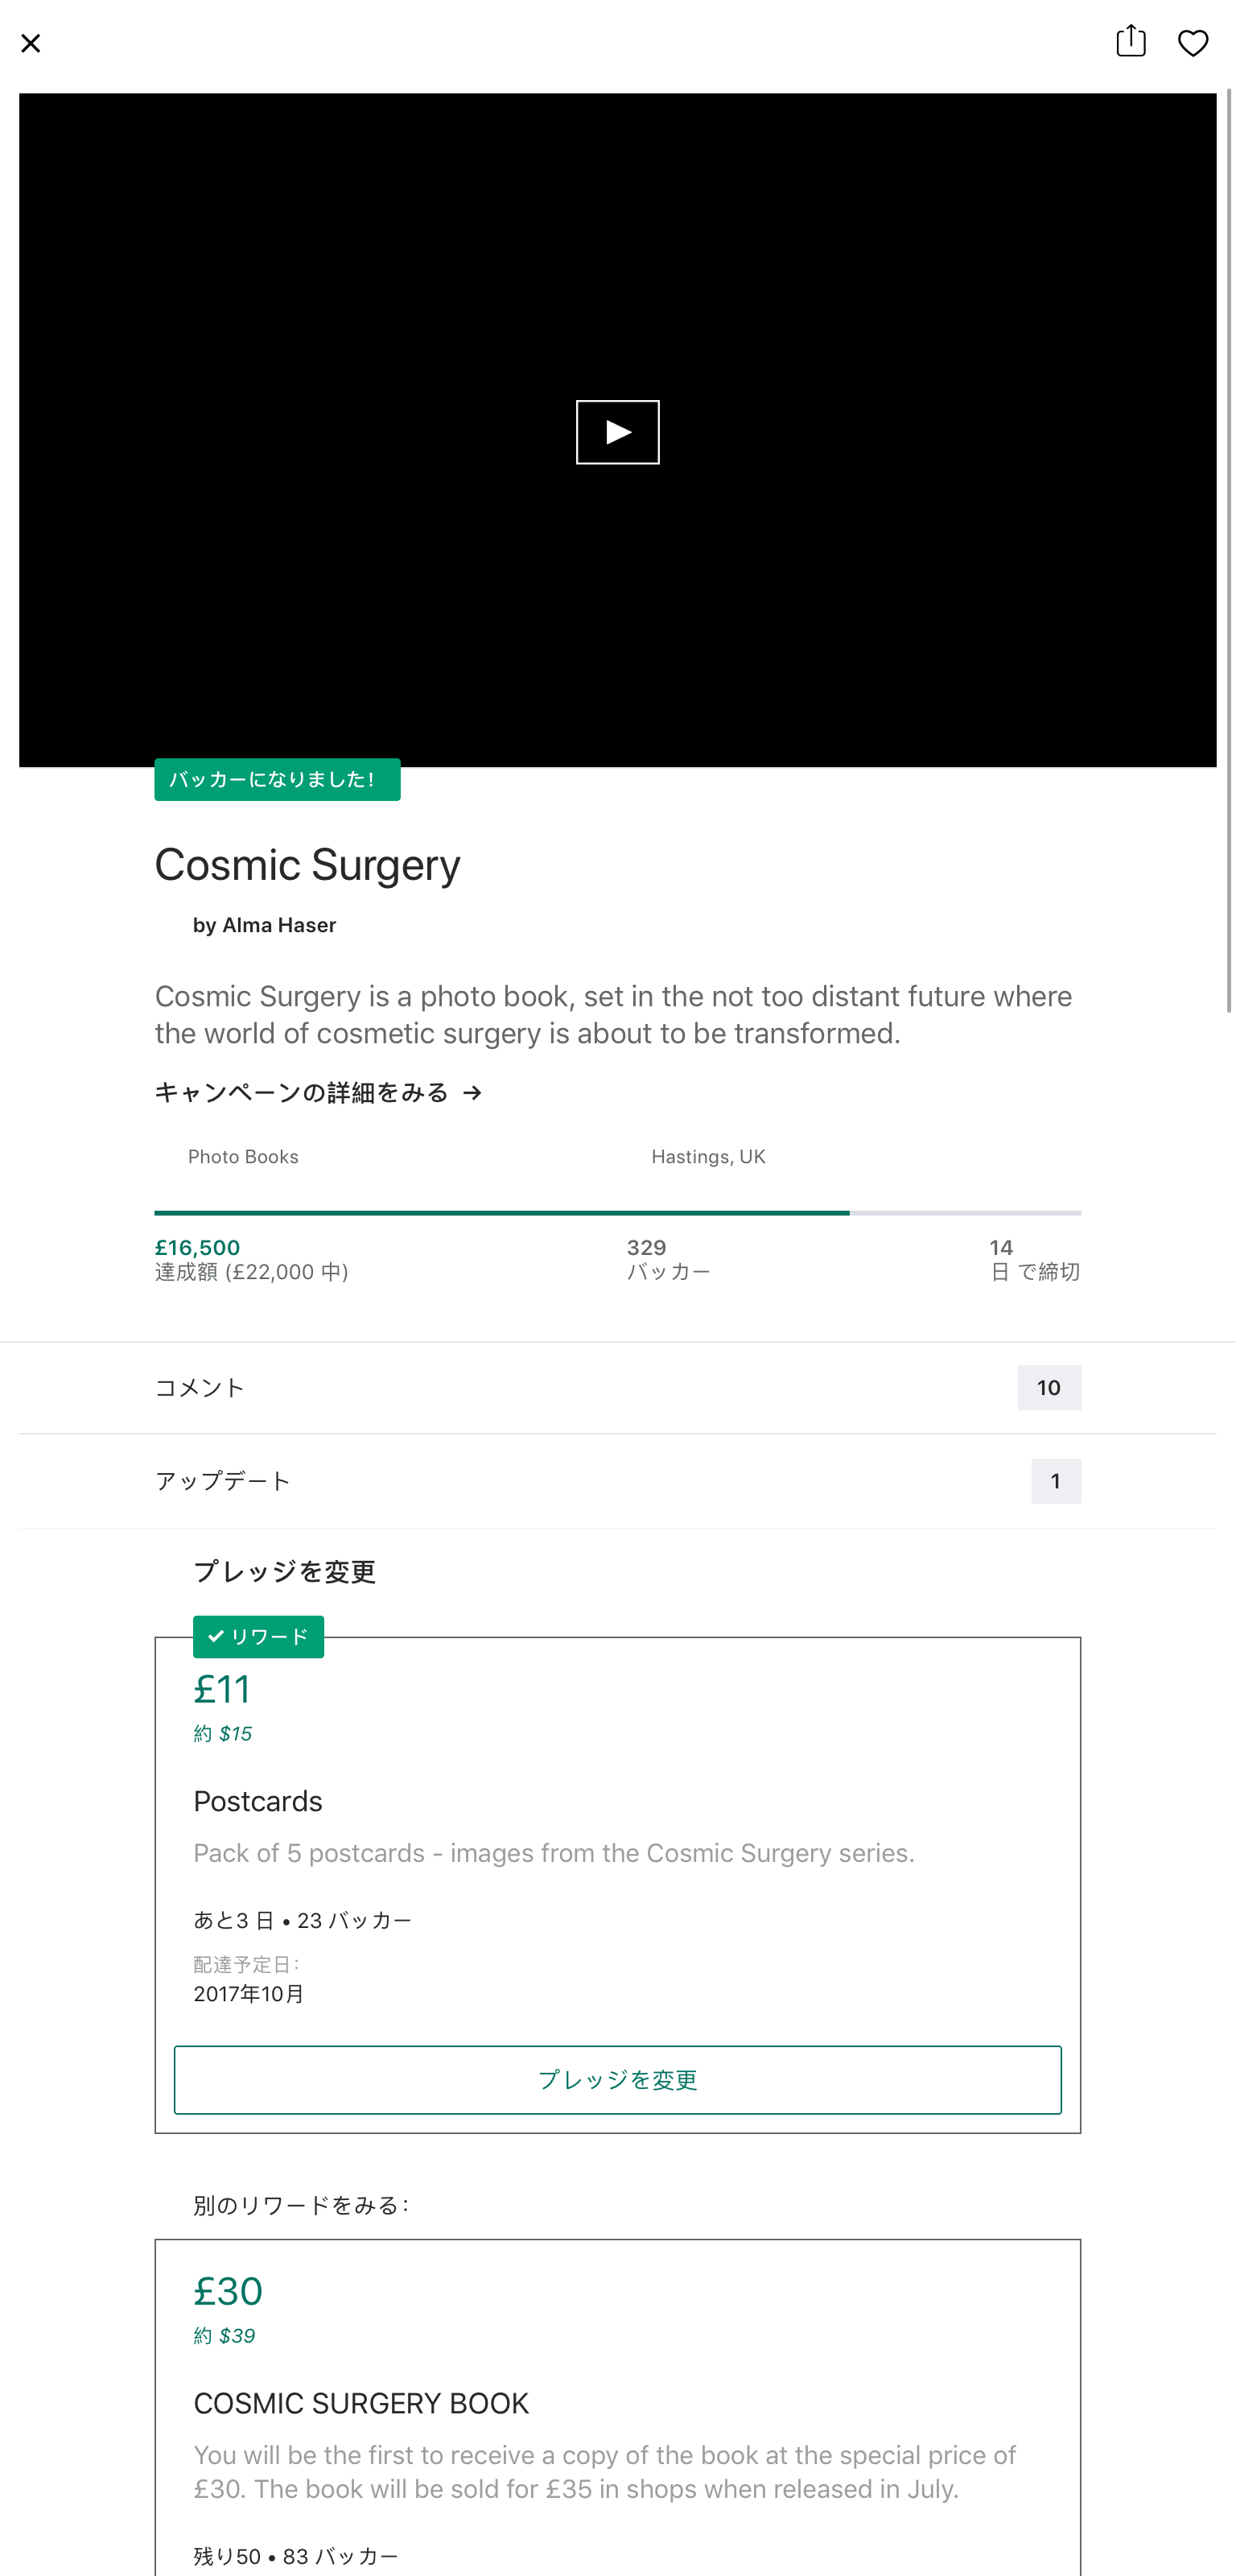 バッカーになりました！
Cosmic Surgery
by Alma Haser
Cosmic Surgery is a photo book, set in the not too distant future where
the world of cosmetic surgery is about to be transformed.
キャンペーンの詳細をみる →
Photo Books
Hastings, UK
£16,500
達成額 (£22,000 中)
329
バッカー
14
日 で締切
コメント
10
アップデート
1
プレッジを変更
✓ リワード
£11
約 $15
Postcards
Pack of 5 postcards - images from the Cosmic Surgery series.
あと3 日 • 23 バッカー
配達予定日：
2017年10月
プレッジを変更
別のリワードをみる：
£30
約 $39
COSMIC SURGERY BOOK
You will be the first to receive a copy of the book at the special price of
£30. The book will be sold for £35 in shops when released in July.
残り50 • 83 バッカー